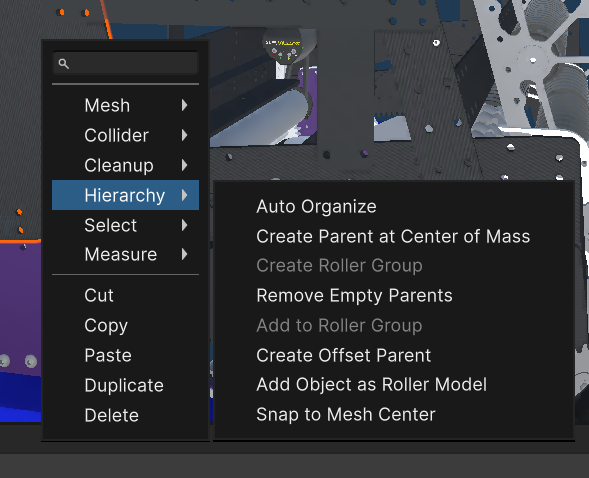 Mesh
Collider
Cleanup
Hierarchy
Select
Measure
Cut
Copy
Paste
Duplicate
Delete
Auto Organize
Create Parent at Center of Mass
Create Roller Group
Remove Empty Parents
Add to Roller Group
Create Offset Parent
Add Object as Roller Model
Snap to Mesh Center